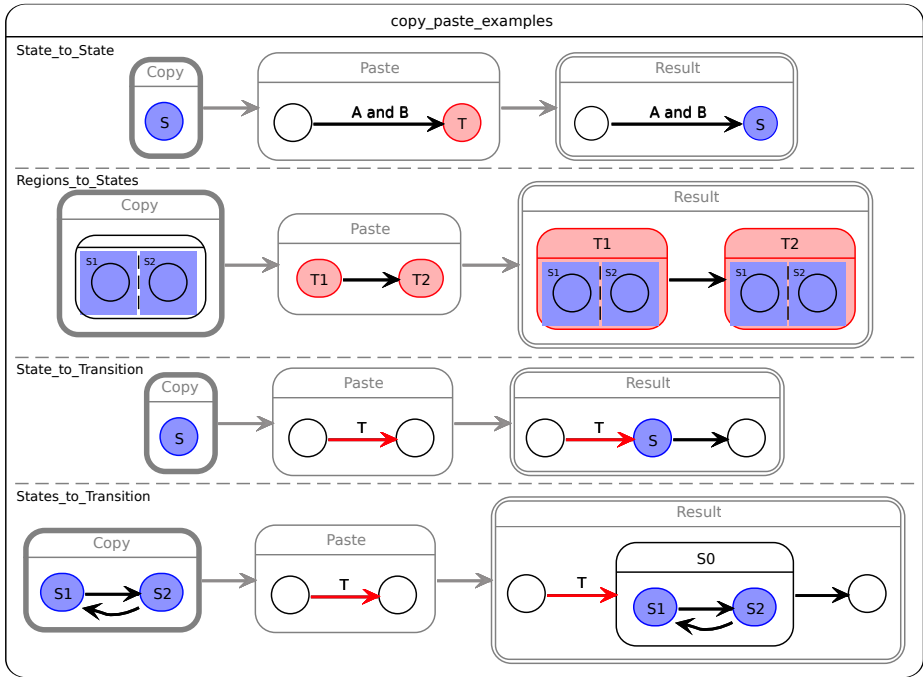 copy_paste_examples
State_to_State
Copy
Paste
Result
S
A and B
T
A and B
S
Regions_to_States
Copy
Paste
Result
S1 S2
T1 T2
T1
S1 S2
T2
S1 S2
State_to_Transition
Copy
Paste
Result
S
T
T
S
States_to_Transition
Copy
Paste
Result
S1 S2
T
T
S0
S1 S2